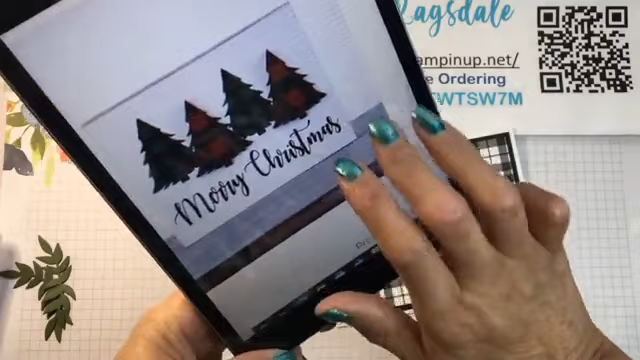 Ragsdale
ampinup.net/
e Ordering
WTSW7M
Merry Christmas